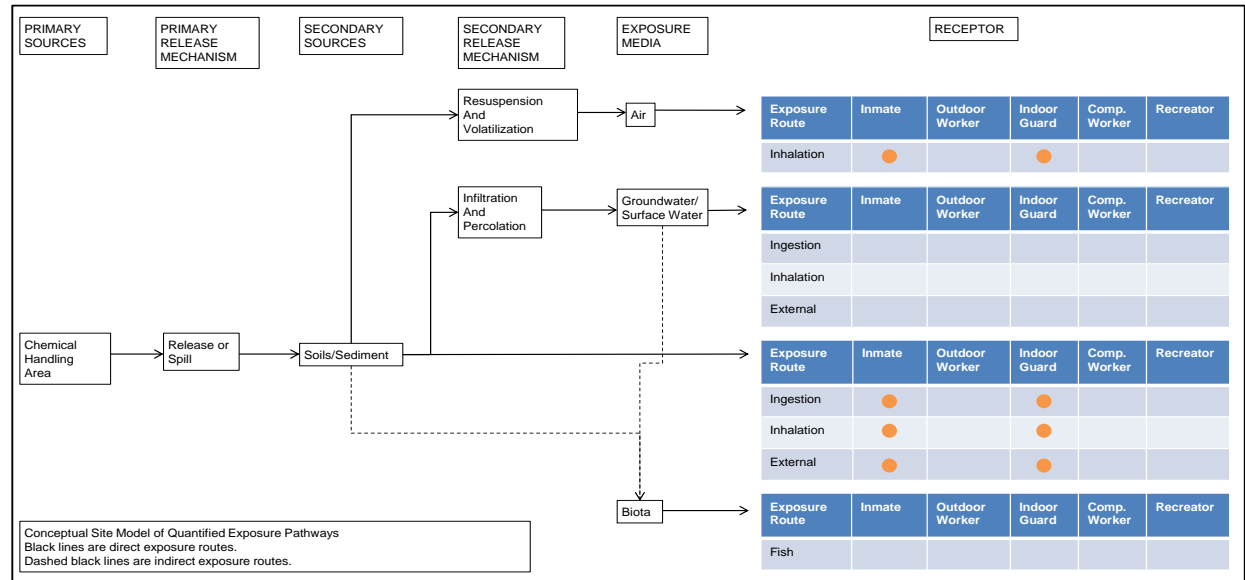 PRIMARY
SOURCES
PRIMARY
RELEASE
MECHANISM
SECONDARY
SOURCES
SECONDARY
RELEASE
MECHANISM
EXPOSURE
MEDIA
RECEPTOR
Resuspension
And
Volatilization
Air
Exposure
Route
Inmate
Outdoor
Worker
Indoor
Guard
Comp.
Worker
Recreator
Inhalation
Infiltration
And
Percolation
Groundwater/
Surface Water
Exposure
Route
Inmate
Outdoor
Worker
Indoor
Guard
Comp.
Worker
Recreator
Ingestion
Inhalation
External
Chemical
Handling
Area
Release or
Spill
Soils/Sediment
Exposure
Route
Inmate
Outdoor
Worker
Indoor
Guard
Comp.
Worker
Recreator
Ingestion
Inhalation
External
Biota
Exposure
Route
Inmate
Outdoor
Worker
Indoor
Guard
Comp.
Worker
Recreator
Fish
Conceptual Site Model of Quantified Exposure Pathways
Black lines are direct exposure routes.
Dashed black lines are indirect exposure routes.